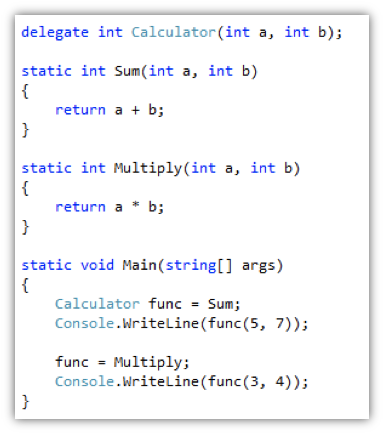 delegate int Calculator(int a, int b);
static int Sum(int a, int b)
{
    return a + b;
}
static int Multiply(int a, int b)
{
    return a * b;
}
static void Main(string[] args)
{
    Calculator func = Sum;
    Console.WriteLine(func(5, 7));
    func = Multiply;
    Console.WriteLine(func(3, 4));
}